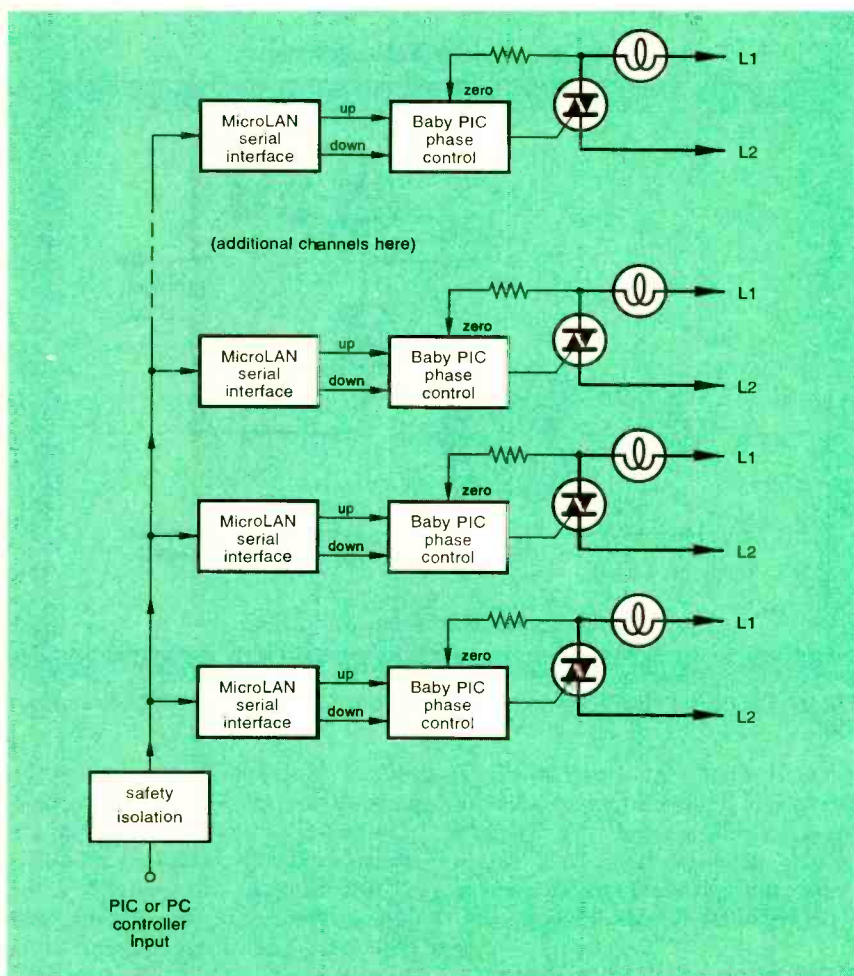 L1
zero
up
MicroLAN
serial
interface
Baby PIC
phase
control
down
L2
(additional channels here)
L1
zero
up
MicroLAN
serial
interface
Baby PIC
phase
control
down
L2
L1
zero
up
MicroLAN
serial
interface
Baby PIC
phase
control
down
L2
L1
zero
up
MicroLAN
serial
interface
Baby PIC
phase
control
down
L2
safety
isolation
PIC or PC
controller
Input